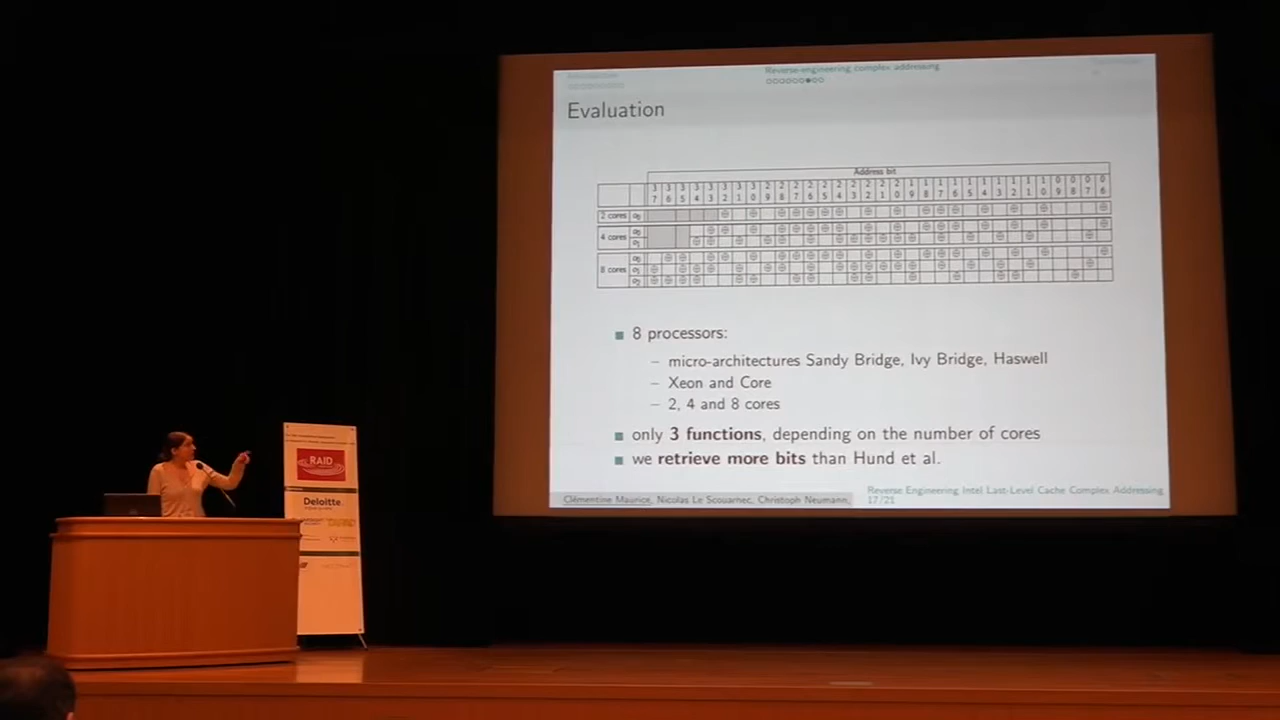 Reverse-engineering complex addressing
Evaluation
Address bit
3 3 3 3 3 3 3 3 2 2 2 2 2 2 2 2 2 2 1 1 1 1 1 1 1 1 1 1 0 0 0 0
7 6 5 4 3 2 1 0 9 8 7 6 5 4 3 2 1 0 9 8 7 6 5 4 3 2 1 0 9 8 7 6
2 cores o0
4 cores o0
o1
8 cores o0
o1
o2
8 processors:
– micro-architectures Sandy Bridge, Ivy Bridge, Haswell
– Xeon and Core
– 2, 4 and 8 cores
only 3 functions, depending on the number of cores
we retrieve more bits than Hund et al.
Clémentine Maurice, Nicolas Le Scouarnec, Christoph Neumann,
Reverse Engineering Intel Last-Level Cache Complex Addressing
17/21
RAID
Deloitte.